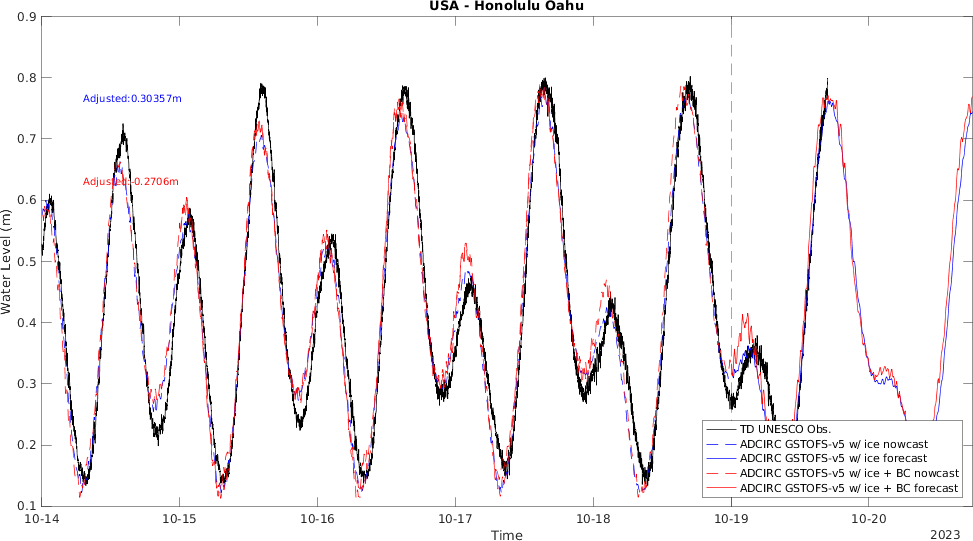 USA - Honolulu Oahu
0.9
0.8
0.7
0.6
0.5
0.4
0.3
0.2
0.1
Water Level (m)
Adjusted:0.30357m
Adjusted:-0.2706m
TD UNESCO Obs.
ADCIRC GSTOFS-v5 w/ ice nowcast
ADCIRC GSTOFS-v5 w/ ice forecast
ADCIRC GSTOFS-v5 w/ ice + BC nowcast
ADCIRC GSTOFS-v5 w/ ice + BC forecast
10-14 10-15 10-16 10-17 10-18 10-19 10-20
Time
2023